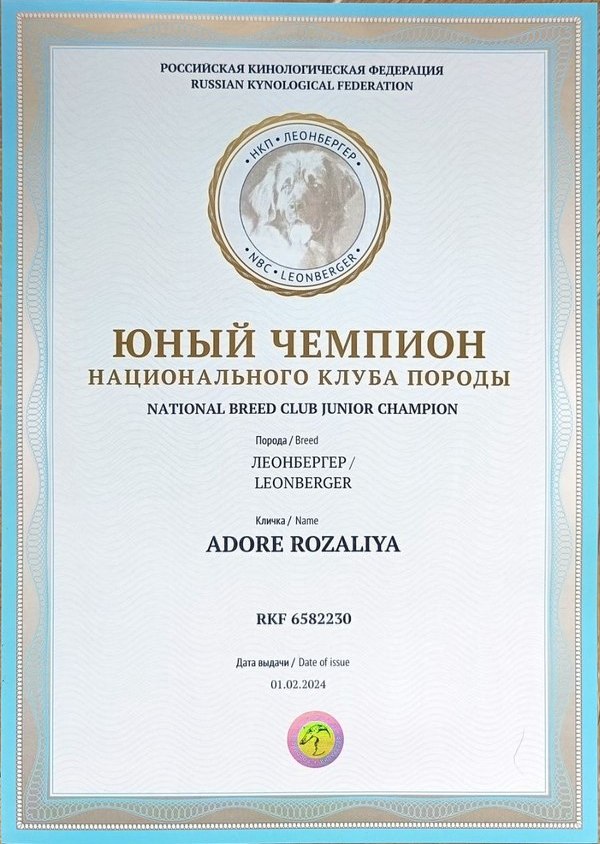 РОССИЙСКАЯ КИНОЛОГИЧЕСКАЯ ФЕДЕРАЦИЯ
RUSSIAN KYNOLOGICAL FEDERATION
• НКП • ЛЕОНБЕРГЕР •
• NBC • LEONBERGER •
ЮНЫЙ ЧЕМПИОН
НАЦИОНАЛЬНОГО КЛУБА ПОРОДЫ
NATIONAL BREED CLUB JUNIOR CHAMPION
Порода / Breed
ЛЕОНБЕРГЕР /
LEONBERGER
Кличка / Name
ADORE ROZALIYA
RKF 6582230
Дата выдачи / Date of issue
01.02.2024